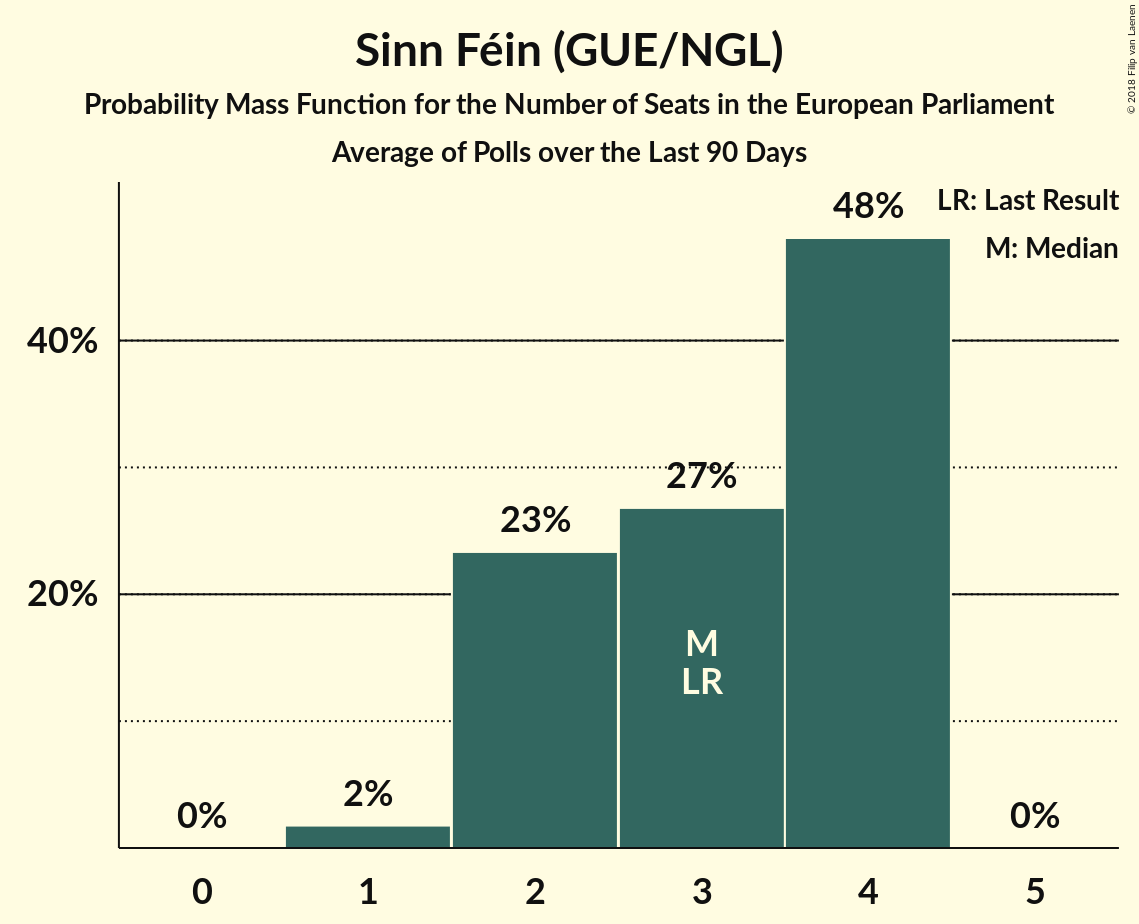 Sinn Féin (GUE/NGL)
Probability Mass Function for the Number of Seats in the European Parliament
Average of Polls over the Last 90 Days
© 2018 Filip van Laenen
LR: Last Result
M: Median
48%
40%
27%
23%
20%
M
LR
2%
0%
0%
0 1 2 3 4 5